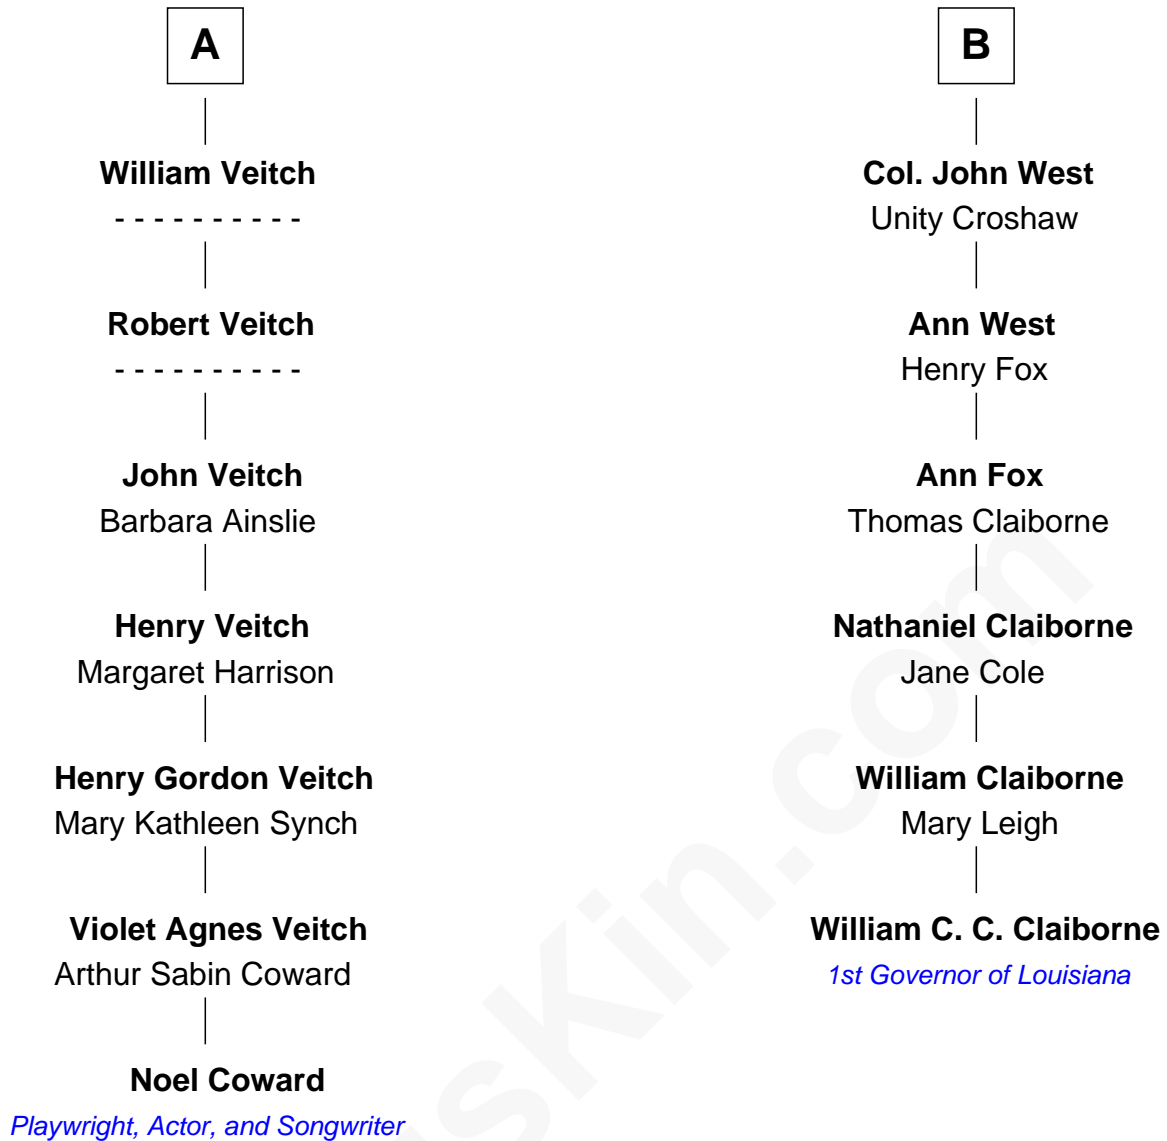 A
William Veitch
- - - - - - - - - -
Robert Veitch
- - - - - - - - - -
John Veitch
Barbara Ainslie
Henry Veitch
Margaret Harrison
Henry Gordon Veitch
Mary Kathleen Synch
Violet Agnes Veitch
Arthur Sabin Coward
Noel Coward
Playwright, Actor, and Songwriter
B
Col. John West
Unity Croshaw
Ann West
Henry Fox
Ann Fox
Thomas Claiborne
Nathaniel Claiborne
Jane Cole
William Claiborne
Mary Leigh
William C. C. Claiborne
1st Governor of Louisiana
sKin.com